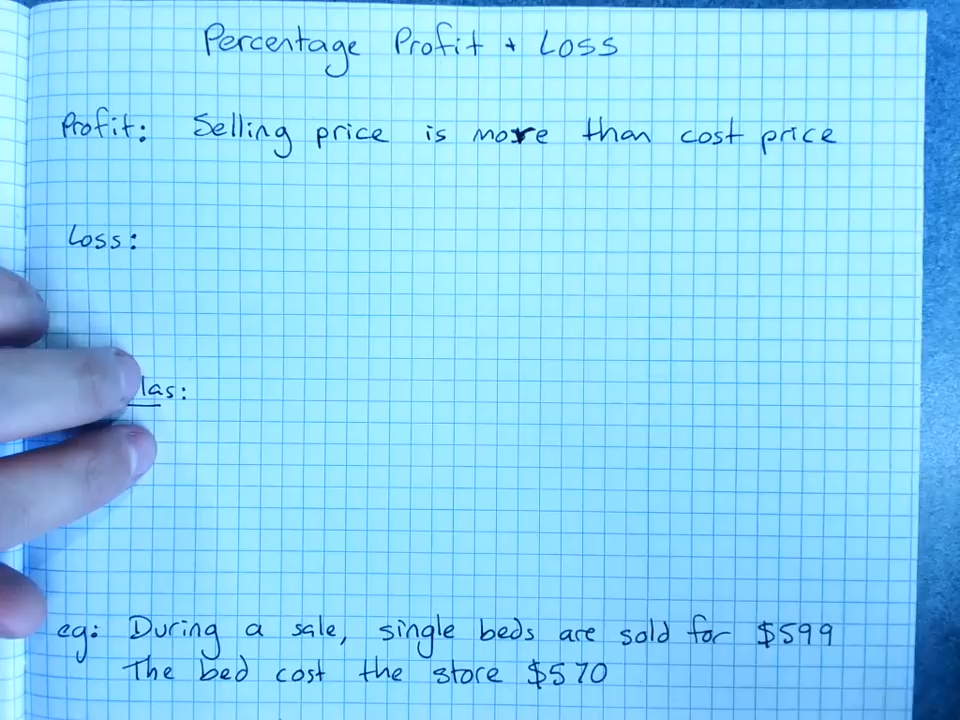 Percentage Profit + Loss
Profit: Selling price is more than cost price
Loss:
las:
eg: During a sale, single beds are sold for $599
The bed cost the store $570